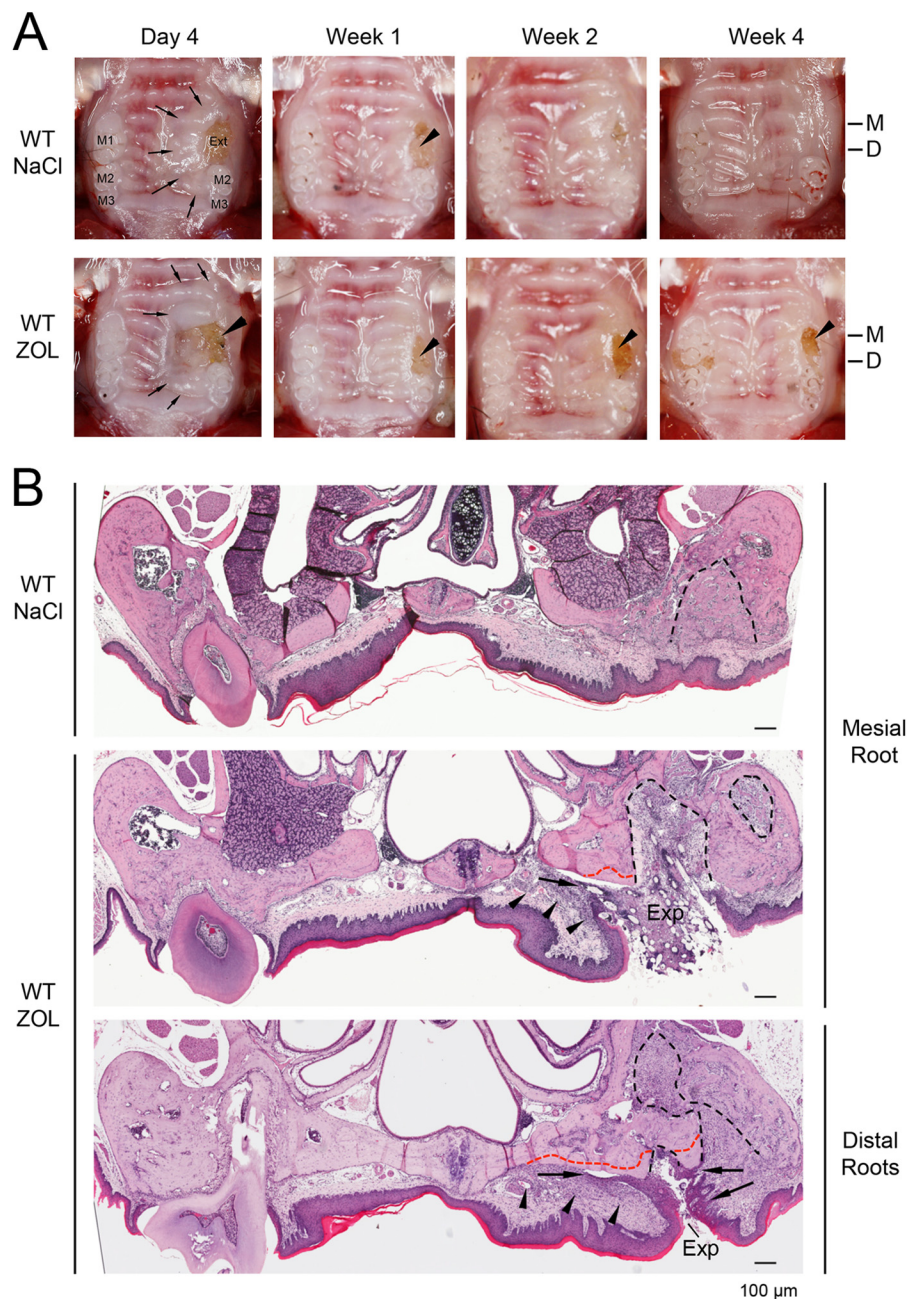 A
Day 4
Week 1
Week 2
Week 4
WT
NaCl
M1
M2
M3
Ext
M2
M3
M
D
WT
ZOL
M
D
B
WT
NaCl
Mesial
Root
WT
ZOL
Exp
Distal
Roots
Exp
100 µm